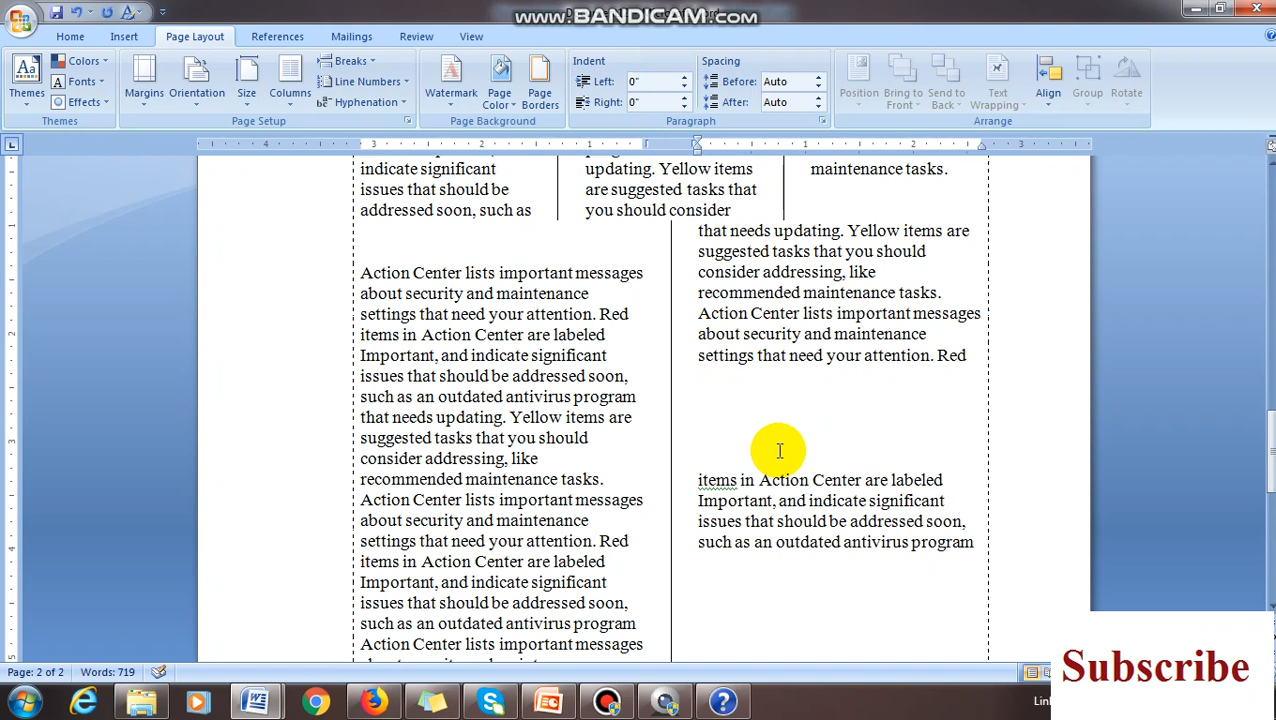 www.BANDICAM.com
Home Insert Page Layout References Mailings Review View
Themes Colors Fonts Effects Themes
Margins Orientation Size Columns Breaks Line Numbers Hyphenation Page Setup
Watermark Page Color Page Borders Page Background
Indent Left: 0" Right: 0" Spacing Before: Auto After: Auto Paragraph
Position Bring to Front Send to Back Text Wrapping Align Group Rotate Arrange
4 3 2 1 1 2 3
indicate significant
issues that should be
addressed soon, such as
updating. Yellow items
are suggested tasks that
you should consider
maintenance tasks.
Action Center lists important messages
about security and maintenance
settings that need your attention. Red
items in Action Center are labeled
Important, and indicate significant
issues that should be addressed soon,
such as an outdated antivirus program
that needs updating. Yellow items are
suggested tasks that you should
consider addressing, like
recommended maintenance tasks.
Action Center lists important messages
about security and maintenance
settings that need your attention. Red
items in Action Center are labeled
Important, and indicate significant
issues that should be addressed soon,
such as an outdated antivirus program
Action Center lists important messages
that needs updating. Yellow items are
suggested tasks that you should
consider addressing, like
recommended maintenance tasks.
Action Center lists important messages
about security and maintenance
settings that need your attention. Red
items in Action Center are labeled
Important, and indicate significant
issues that should be addressed soon,
such as an outdated antivirus program
Page: 2 of 2 Words: 719
Subscribe